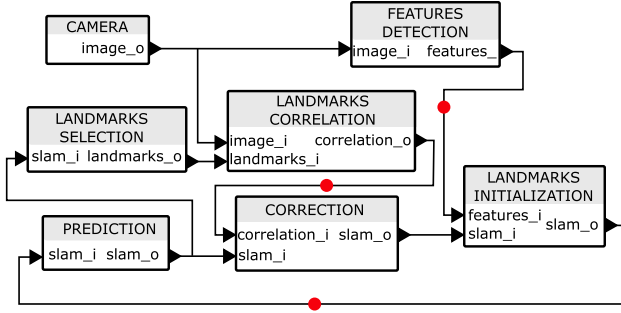 CAMERA
image_o
FEATURES
DETECTION
image_i features_
LANDMARKS
SELECTION
slam_i landmarks_o
LANDMARKS
CORRELATION
image_i correlation_o
landmarks_i
LANDMARKS
INITIALIZATION
features_i
slam_o
slam_i
PREDICTION
slam_i slam_o
CORRECTION
correlation_i slam_o
slam_i